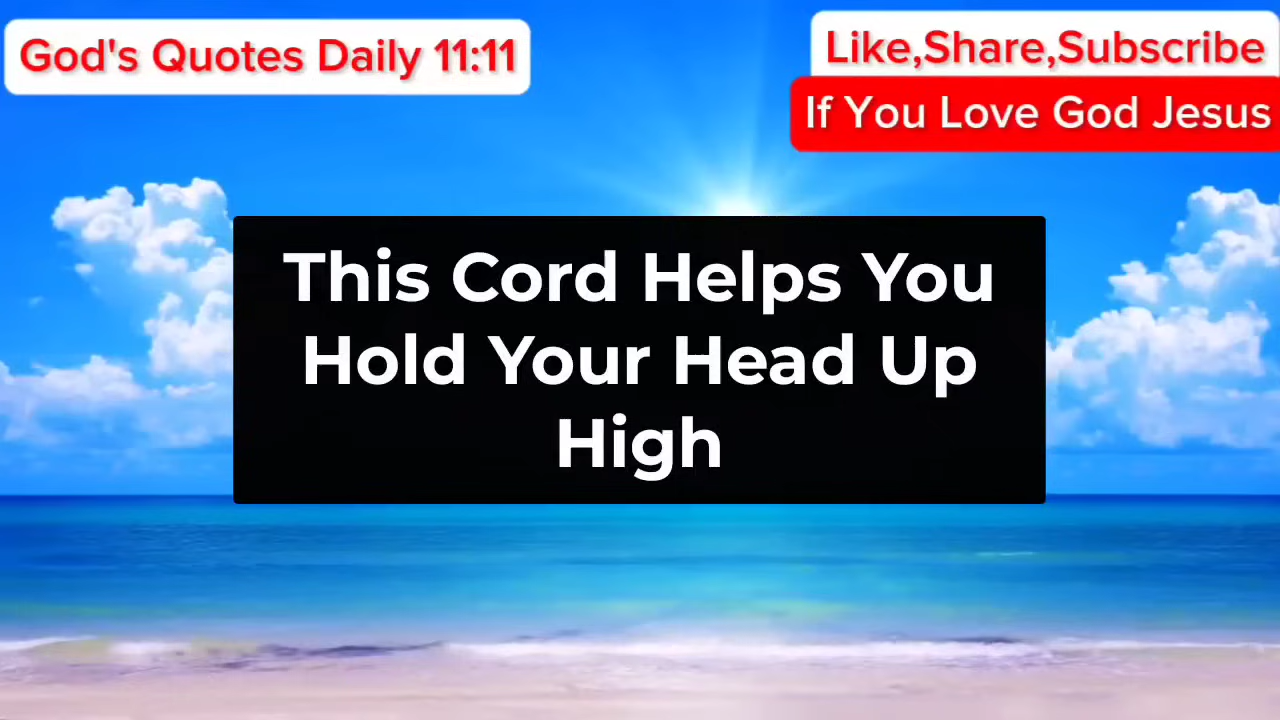 God's Quotes Daily 11:11
Like,Share,Subscribe
If You Love God Jesus
This Cord Helps You
Hold Your Head Up
High